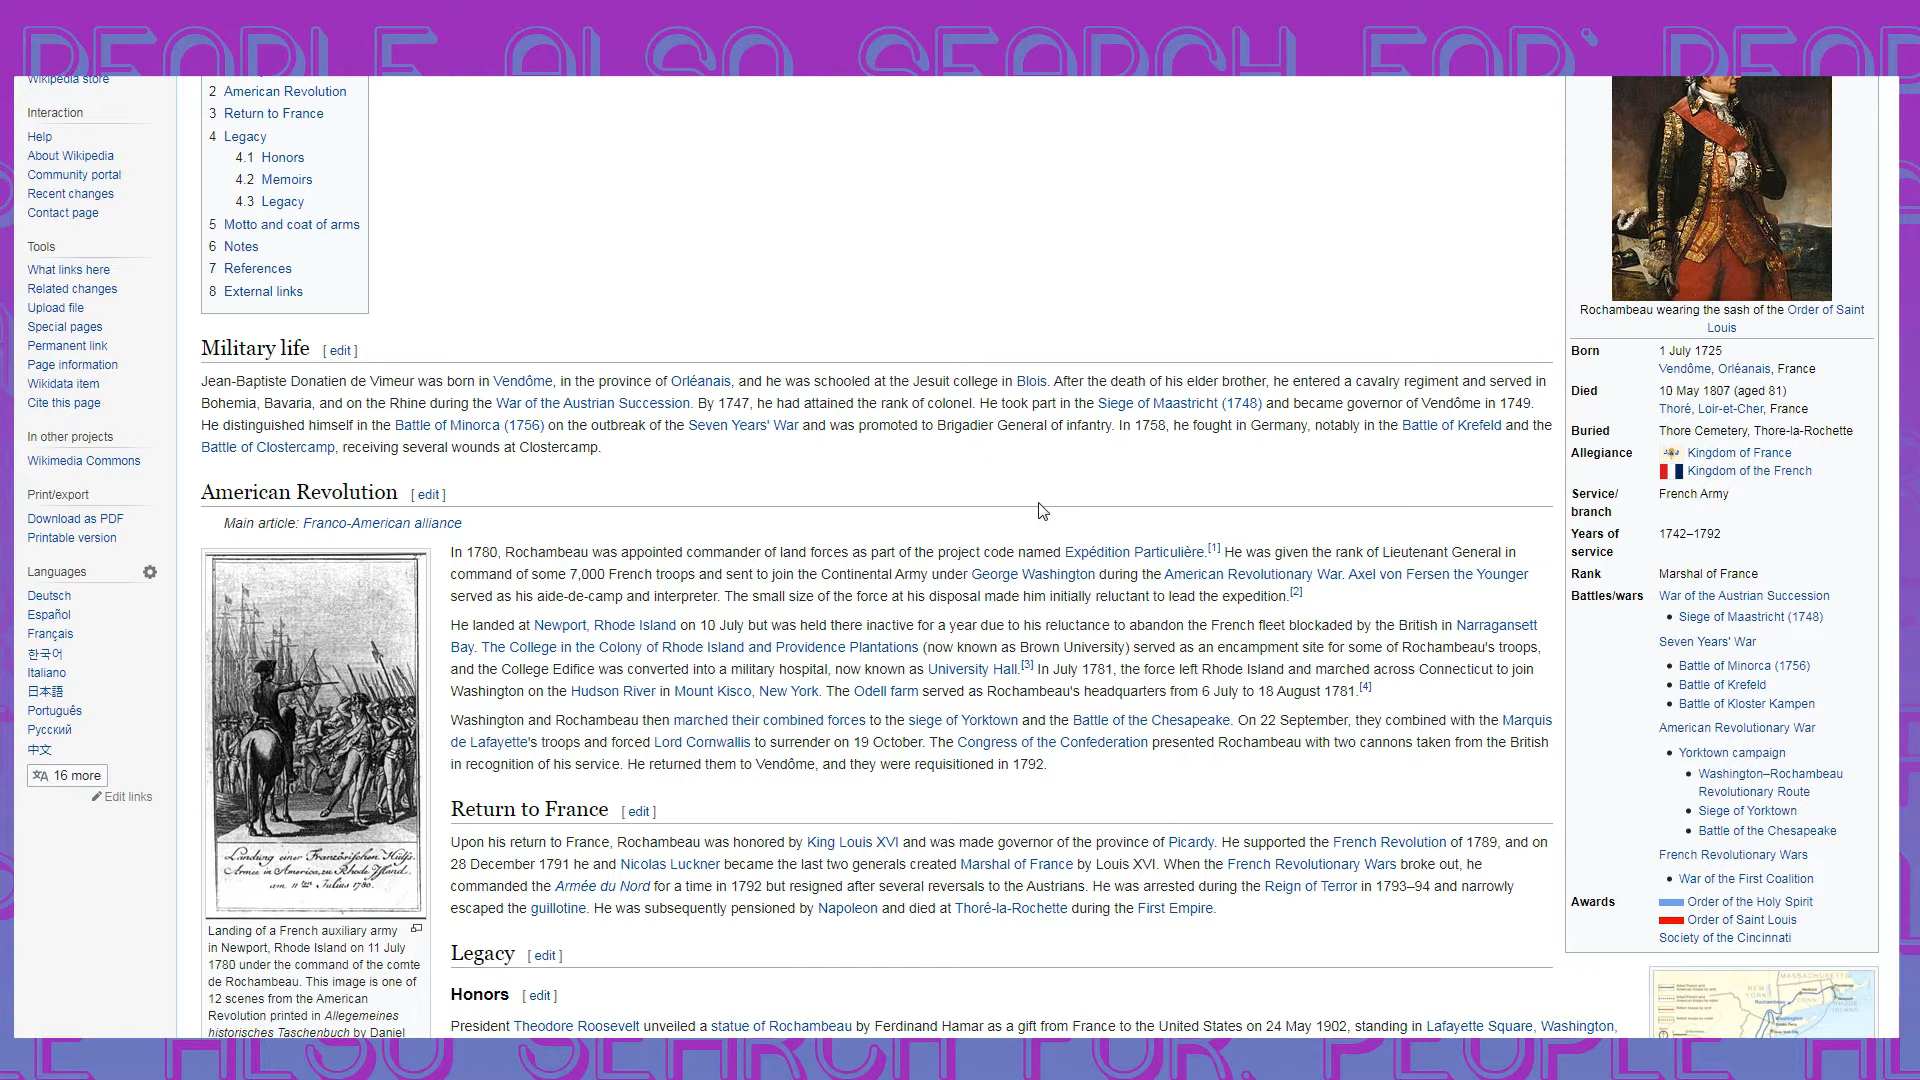 PEOPLE ALSO SEARCH FOR:
Wikipedia store
Interaction
Help
About Wikipedia
Community portal
Recent changes
Contact page
Tools
What links here
Related changes
Upload file
Special pages
Permanent link
Page information
Wikidata item
Cite this page
In other projects
Wikimedia Commons
Print/export
Download as PDF
Printable version
Languages
Deutsch
Español
Français
한국어
Italiano
日本語
Português
Русский
中文
16 more
Edit links
2 American Revolution
3 Return to France
4 Legacy
4.1 Honors
4.2 Memoirs
4.3 Legacy
5 Motto and coat of arms
6 Notes
7 References
8 External links
Military life [ edit ]
Jean-Baptiste Donatien de Vimeur was born in Vendôme, in the province of Orléanais, and he was schooled at the Jesuit college in Blois. After the death of his elder brother, he entered a cavalry regiment and served in
Bohemia, Bavaria, and on the Rhine during the War of the Austrian Succession. By 1747, he had attained the rank of colonel. He took part in the Siege of Maastricht (1748) and became governor of Vendôme in 1749.
He distinguished himself in the Battle of Minorca (1756) on the outbreak of the Seven Years' War and was promoted to Brigadier General of infantry. In 1758, he fought in Germany, notably in the Battle of Krefeld and the
Battle of Clostercamp, receiving several wounds at Clostercamp.
American Revolution [ edit ]
Main article: Franco-American alliance
In 1780, Rochambeau was appointed commander of land forces as part of the project code named Expédition Particulière.[1] He was given the rank of Lieutenant General in
command of some 7,000 French troops and sent to join the Continental Army under George Washington during the American Revolutionary War. Axel von Fersen the Younger
served as his aide-de-camp and interpreter. The small size of the force at his disposal made him initially reluctant to lead the expedition.[2]
He landed at Newport, Rhode Island on 10 July but was held there inactive for a year due to his reluctance to abandon the French fleet blockaded by the British in Narragansett
Bay. The College in the Colony of Rhode Island and Providence Plantations (now known as Brown University) served as an encampment site for some of Rochambeau's troops,
and the College Edifice was converted into a military hospital, now known as University Hall.[3] In July 1781, the force left Rhode Island and marched across Connecticut to join
Washington on the Hudson River in Mount Kisco, New York. The Odell farm served as Rochambeau's headquarters from 6 July to 18 August 1781.[4]
Washington and Rochambeau then marched their combined forces to the siege of Yorktown and the Battle of the Chesapeake. On 22 September, they combined with the Marquis
de Lafayette's troops and forced Lord Cornwallis to surrender on 19 October. The Congress of the Confederation presented Rochambeau with two cannons taken from the British
in recognition of his service. He returned them to Vendôme, and they were requisitioned in 1792.
Landung einer Französischen Hülfs.
Armee in America, zu Rhode Island.
am 11ten Julius 1780.
Landing of a French auxiliary army
in Newport, Rhode Island on 11 July
1780 under the command of the comte
de Rochambeau. This image is one of
12 scenes from the American
Revolution printed in Allegemeines
historisches Taschenbuch by Daniel
Return to France [ edit ]
Upon his return to France, Rochambeau was honored by King Louis XVI and was made governor of the province of Picardy. He supported the French Revolution of 1789, and on
28 December 1791 he and Nicolas Luckner became the last two generals created Marshal of France by Louis XVI. When the French Revolutionary Wars broke out, he
commanded the Armée du Nord for a time in 1792 but resigned after several reversals to the Austrians. He was arrested during the Reign of Terror in 1793–94 and narrowly
escaped the guillotine. He was subsequently pensioned by Napoleon and died at Thoré-la-Rochette during the First Empire.
Legacy [ edit ]
Honors [ edit ]
President Theodore Roosevelt unveiled a statue of Rochambeau by Ferdinand Hamar as a gift from France to the United States on 24 May 1902, standing in Lafayette Square, Washington,
Rochambeau wearing the sash of the Order of Saint
Louis
Born 1 July 1725
Vendôme, Orléanais, France
Died 10 May 1807 (aged 81)
Thoré, Loir-et-Cher, France
Buried Thore Cemetery, Thore-la-Rochette
Allegiance Kingdom of France
Kingdom of the French
Service/ French Army
branch
Years of 1742–1792
service
Rank Marshal of France
Battles/wars War of the Austrian Succession
Siege of Maastricht (1748)
Seven Years' War
Battle of Minorca (1756)
Battle of Krefeld
Battle of Kloster Kampen
American Revolutionary War
Yorktown campaign
Washington–Rochambeau
Revolutionary Route
Siege of Yorktown
Battle of the Chesapeake
French Revolutionary Wars
War of the First Coalition
Awards Order of the Holy Spirit
Order of Saint Louis
Society of the Cincinnati
MASSACHUSETTS
LE ALSO SEARCH FOR: PEOPLE AL